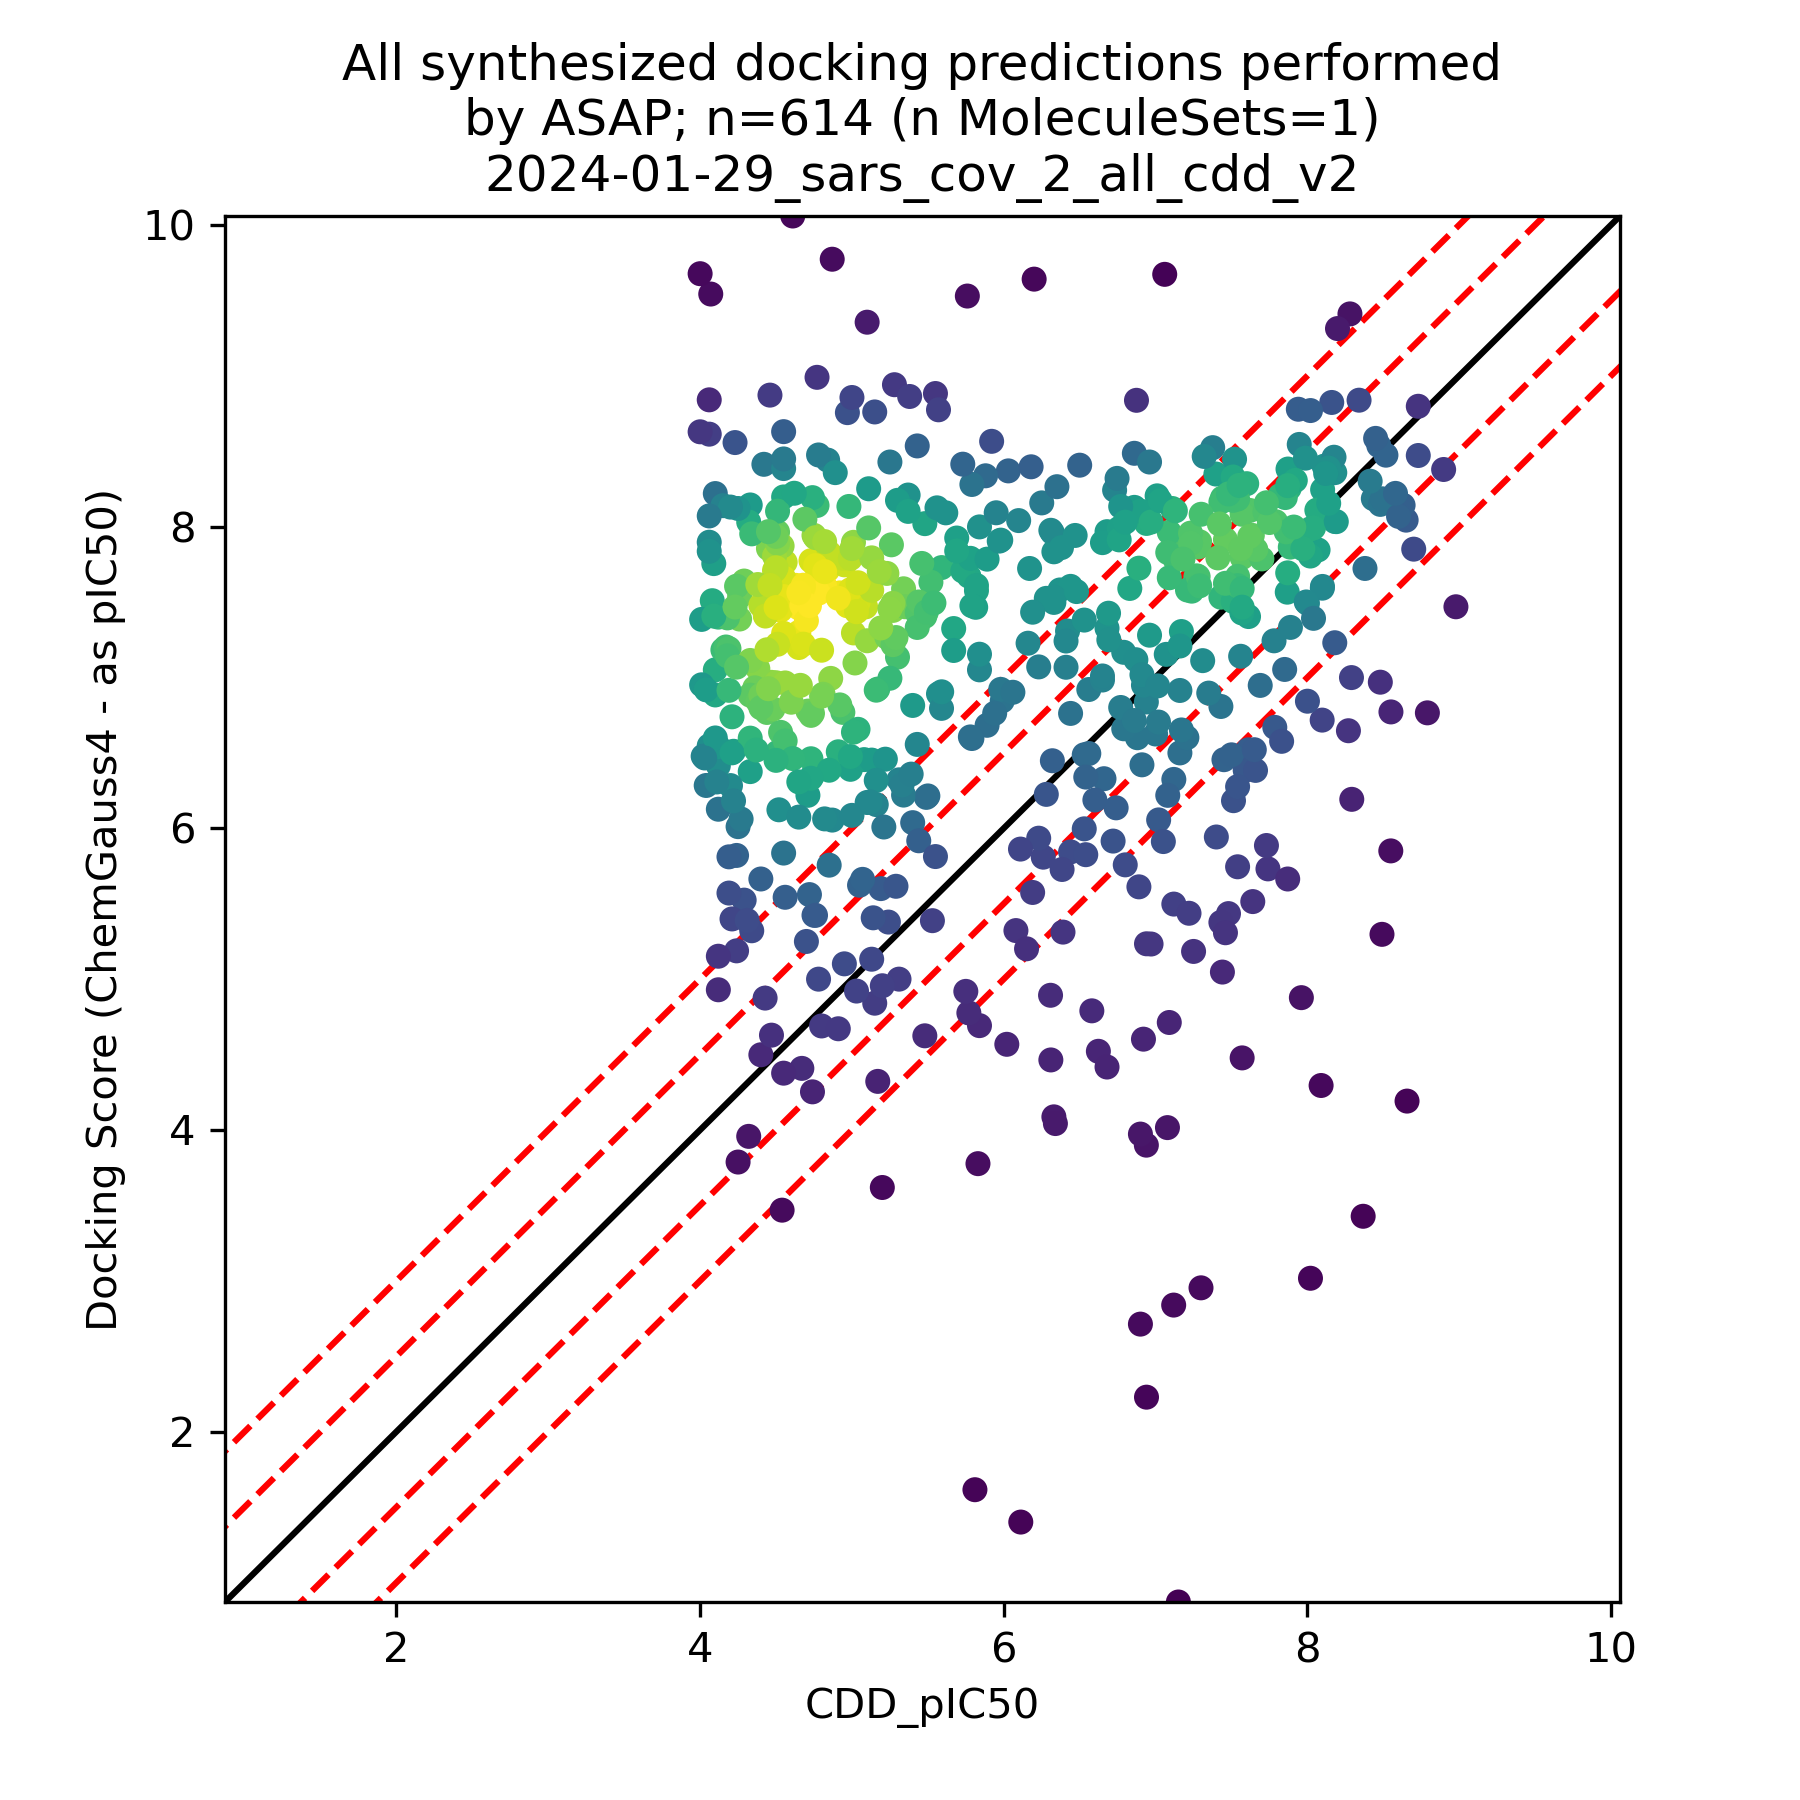 All synthesized docking predictions performed
by ASAP; n=614 (n MoleculeSets=1)
2024-01-29_sars_cov_2_all_cdd_v2
10
8
6
4
2
Docking Score (ChemGauss4 - as pIC50)
2
4
6
8
10
CDD_pIC50